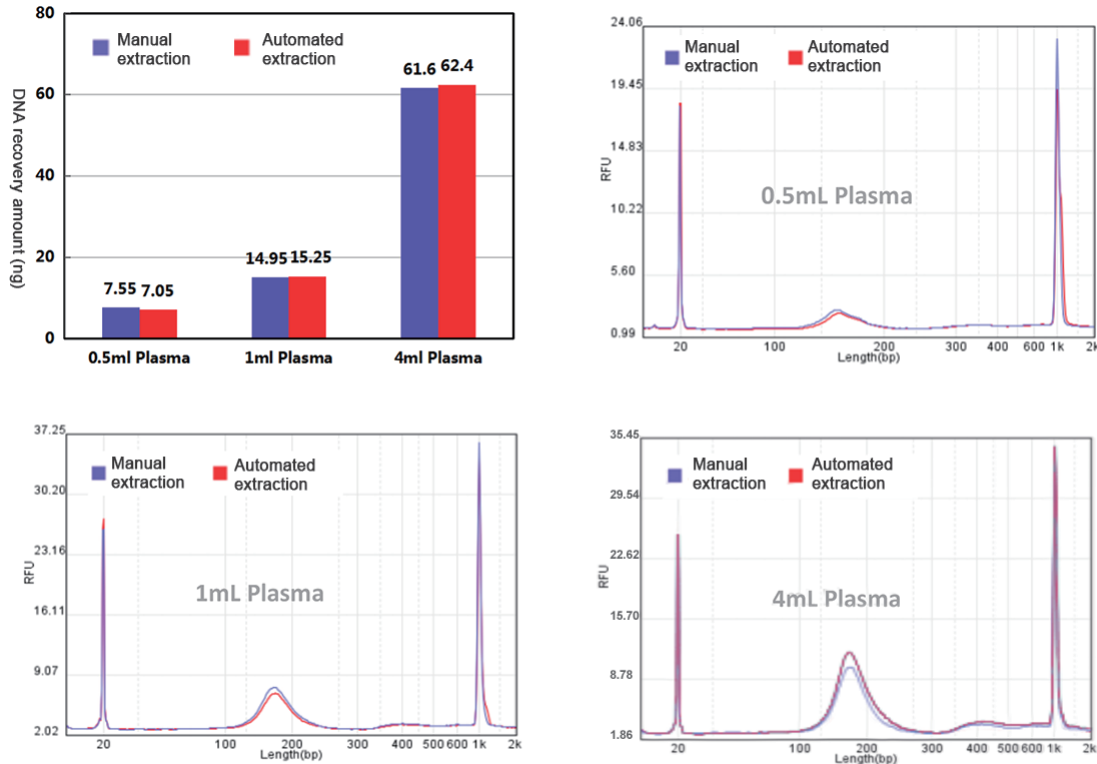 80
60
40
20
0
DNA recovery amount (ng)
Manual
extraction
Automated
extraction
7.55
7.05
14.95
15.25
61.6
62.4
0.5ml Plasma
1ml Plasma
4ml Plasma
24.06
19.45
14.83
10.22
5.60
0.99
RFU
Manual
extraction
Automated
extraction
0.5mL Plasma
20
100
200
300
400
600
1k
2k
Length(bp)
37.25
30.20
23.16
16.11
9.07
2.02
RFU
Manual
extraction
Automated
extraction
1mL Plasma
20
100
200
300
400
500
600
1k
2k
Length(bp)
35.45
29.54
22.62
15.70
8.78
1.86
RFU
Manual
extraction
Automated
extraction
4mL Plasma
20
100
200
300
400
500
600
1k
2k
Length(bp)